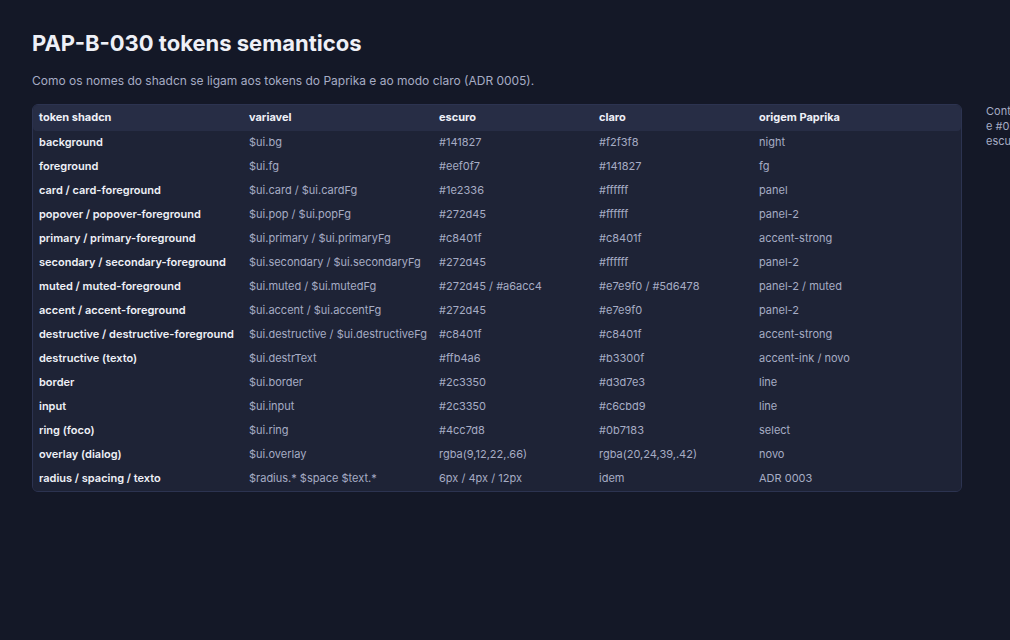 PAP-B-030 tokens semanticos
Como os nomes do shadcn se ligam aos tokens do Paprika e ao modo claro (ADR 0005).
token shadcn variavel escuro claro origem Paprika
background $ui.bg #141827 #f2f3f8 night
foreground $ui.fg #eef0f7 #141827 fg
card / card-foreground $ui.card / $ui.cardFg #1e2336 #ffffff panel
popover / popover-foreground $ui.pop / $ui.popFg #272d45 #ffffff panel-2
primary / primary-foreground $ui.primary / $ui.primaryFg #c8401f #c8401f accent-strong
secondary / secondary-foreground $ui.secondary / $ui.secondaryFg #272d45 #ffffff panel-2
muted / muted-foreground $ui.muted / $ui.mutedFg #272d45 / #a6acc4 #e7e9f0 / #5d6478 panel-2 / muted
accent / accent-foreground $ui.accent / $ui.accentFg #272d45 #e7e9f0 panel-2
destructive / destructive-foreground $ui.destructive / $ui.destructiveFg #c8401f #c8401f accent-strong
destructive (texto) $ui.destrText #ffb4a6 #b3300f accent-ink / novo
border $ui.border #2c3350 #d3d7e3 line
input $ui.input #2c3350 #c6cbd9 line
ring (foco) $ui.ring #4cc7d8 #0b7183 select
overlay (dialog) $ui.overlay rgba(9,12,22,.66) rgba(20,24,39,.42) novo
radius / spacing / texto $radius.* $space $text.* 6px / 4px / 12px idem ADR 0003
Cont
e #0
escu